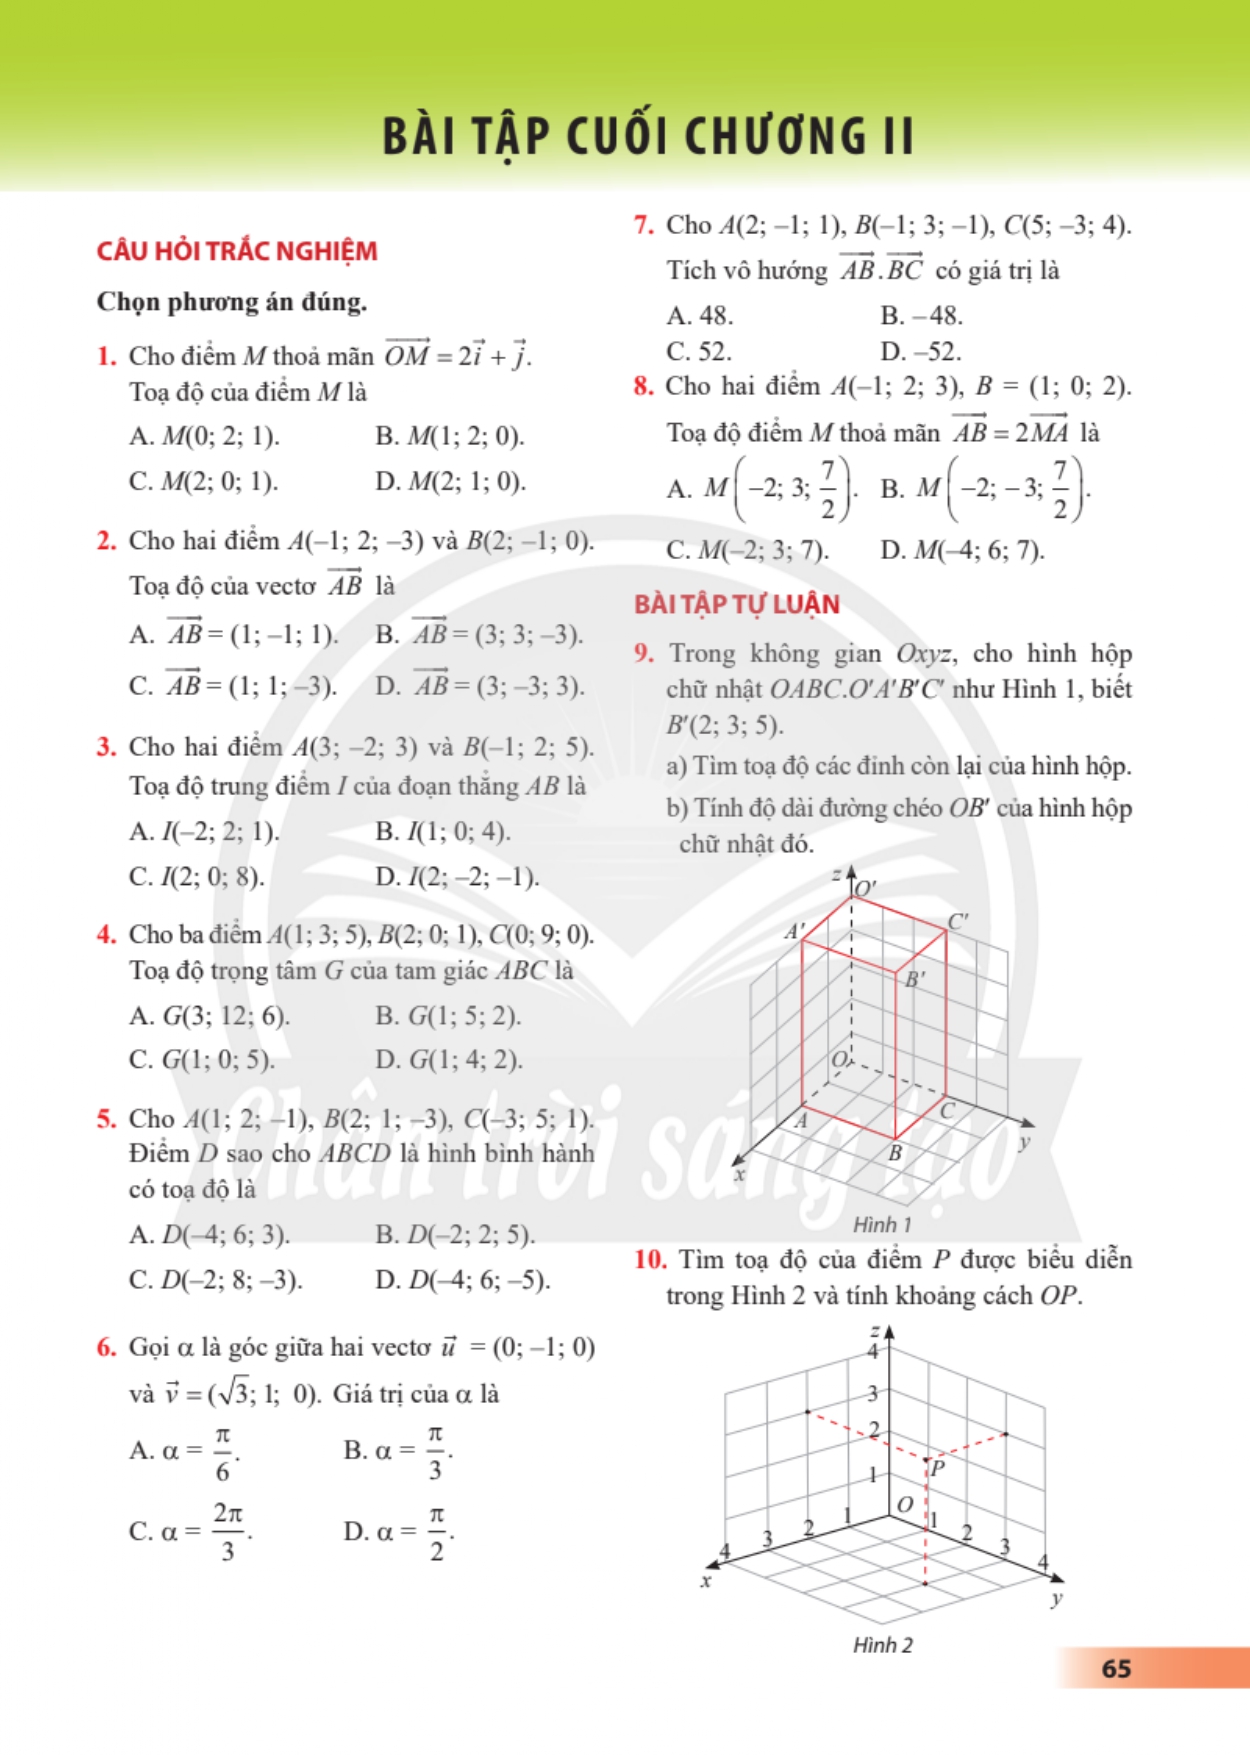 BÀI TẬP CUỐI CHƯƠNG II
CÂU HỎI TRẮC NGHIỆM
Chọn phương án đúng.
1. Cho điểm M thoả mãn $\overrightarrow{OM} = 2\vec{i} + \vec{j}$.
Toạ độ của điểm M là
A. M(0; 2; 1). B. M(1; 2; 0).
C. M(2; 0; 1). D. M(2; 1; 0).
2. Cho hai điểm A(–1; 2; –3) và B(2; –1; 0).
Toạ độ của vectơ $\overrightarrow{AB}$ là
A. $\overrightarrow{AB}$ = (1; –1; 1). B. $\overrightarrow{AB}$ = (3; 3; –3).
C. $\overrightarrow{AB}$ = (1; 1; –3). D. $\overrightarrow{AB}$ = (3; –3; 3).
3. Cho hai điểm A(3; –2; 3) và B(–1; 2; 5).
Toạ độ trung điểm I của đoạn thẳng AB là
A. I(–2; 2; 1). B. I(1; 0; 4).
C. I(2; 0; 8). D. I(2; –2; –1).
4. Cho ba điểm A(1; 3; 5), B(2; 0; 1), C(0; 9; 0).
Toạ độ trọng tâm G của tam giác ABC là
A. G(3; 12; 6). B. G(1; 5; 2).
C. G(1; 0; 5). D. G(1; 4; 2).
5. Cho A(1; 2; –1), B(2; 1; –3), C(–3; 5; 1).
Điểm D sao cho ABCD là hình bình hành
có toạ độ là
A. D(–4; 6; 3). B. D(–2; 2; 5).
C. D(–2; 8; –3). D. D(–4; 6; –5).
6. Gọi α là góc giữa hai vectơ $\vec{u}$ = (0; –1; 0)
và $\vec{v}$ = ($\sqrt{3}$; 1; 0). Giá trị của α là
A. α = $\frac{π}{6}$. B. α = $\frac{π}{3}$.
C. α = $\frac{2π}{3}$. D. α = $\frac{π}{2}$.
7. Cho A(2; –1; 1), B(–1; 3; –1), C(5; –3; 4).
Tích vô hướng $\overrightarrow{AB}.\overrightarrow{BC}$ có giá trị là
A. 48. B. –48.
C. 52. D. –52.
8. Cho hai điểm A(–1; 2; 3), B = (1; 0; 2).
Toạ độ điểm M thoả mãn $\overrightarrow{AB} = 2\overrightarrow{MA}$ là
A. M$\left(–2; 3; \frac{7}{2}\right)$. B. M$\left(–2; –3; \frac{7}{2}\right)$.
C. M(–2; 3; 7). D. M(–4; 6; 7).
BÀI TẬP TỰ LUẬN
9. Trong không gian Oxyz, cho hình hộp
chữ nhật OABC.O'A'B'C' như Hình 1, biết
B'(2; 3; 5).
a) Tìm toạ độ các đỉnh còn lại của hình hộp.
b) Tính độ dài đường chéo OB' của hình hộp
chữ nhật đó.
z O'
C'
A'
B'
O
C
A
B
y
x
Hình 1
10. Tìm toạ độ của điểm P được biểu diễn
trong Hình 2 và tính khoảng cách OP.
z
4
3
2
P
1
O
1 1
2 2
3 3
4 4
x
y
Hình 2
Chân trời sáng tạo
65